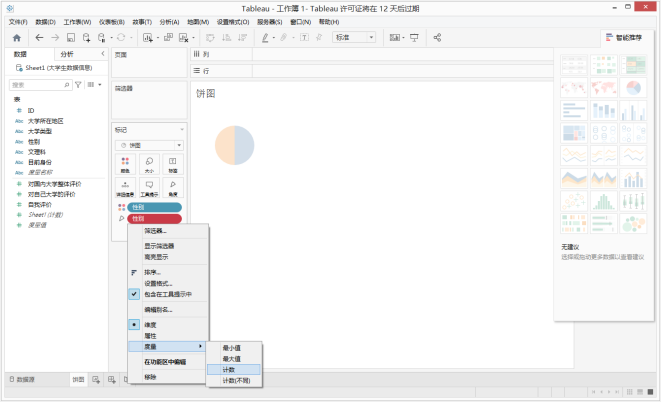 Tableau - 工作簿 1- Tableau 许可证将在 12 天后过期
文件(F) 数据(D) 工作表(W) 仪表板(B) 故事(T) 分析(A) 地图(M) 设置格式(O) 服务器(S) 窗口(N) 帮助(H)
标准
智能推荐
数据 分析
页面
列
Sheet1 (大学生数据信息)
行
搜索
筛选器
饼图
表
ID
Abc 大学所在地区
Abc 大学类型
Abc 性别
Abc 文理科
Abc 目前身份
Abc 度量名称
对国内大学整体评价
对自己大学的评价
自我评价
Sheet1 (计数)
度量值
标记
饼图
颜色 大小 标签
详细信息 工具提示 角度
性别
性别
筛选器...
显示筛选器
突出显示
排序...
设置格式...
包含在工具提示中
编辑别名...
维度
属性
度量
在功能区中编辑
移除
最小值
最大值
计数
计数(不同)
无建议
选择或拖动更多数据以查看建议
数据源 饼图